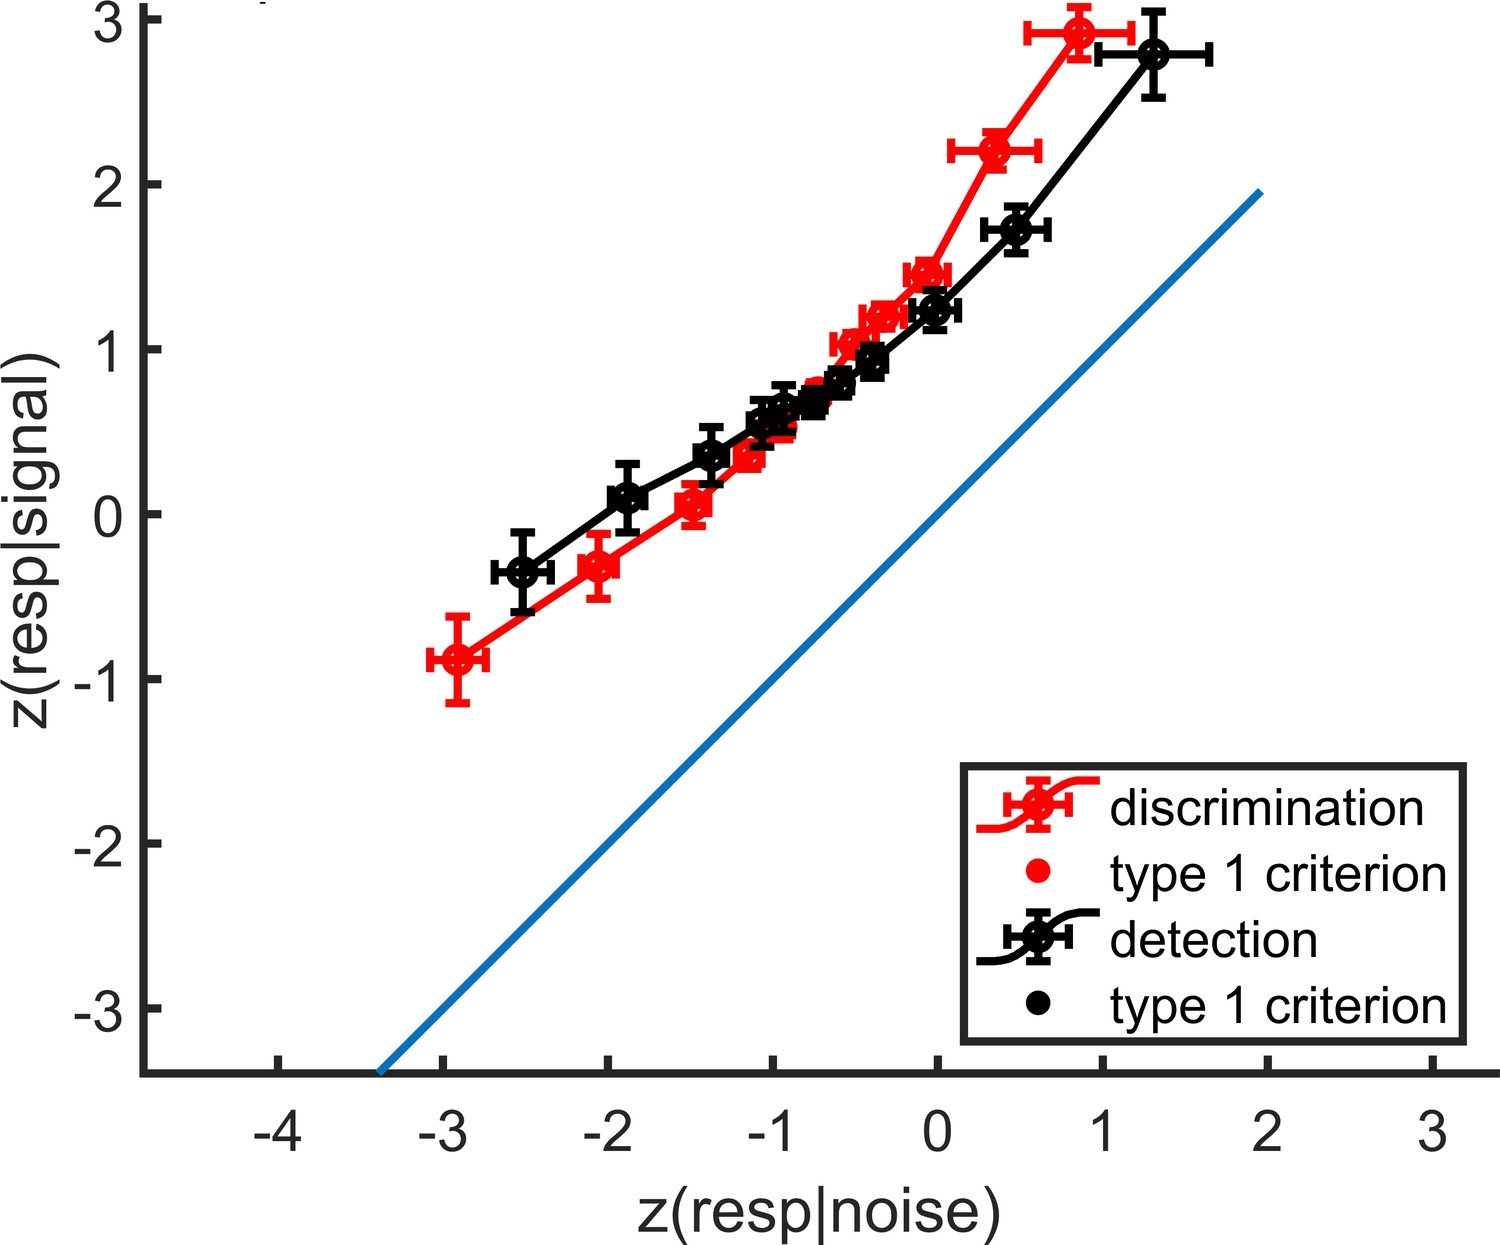 3
2
1
0
-1
-2
-3
z(resp|signal)
discrimination
type 1 criterion
detection
type 1 criterion
-4 -3 -2 -1 0 1 2 3
z(resp|noise)